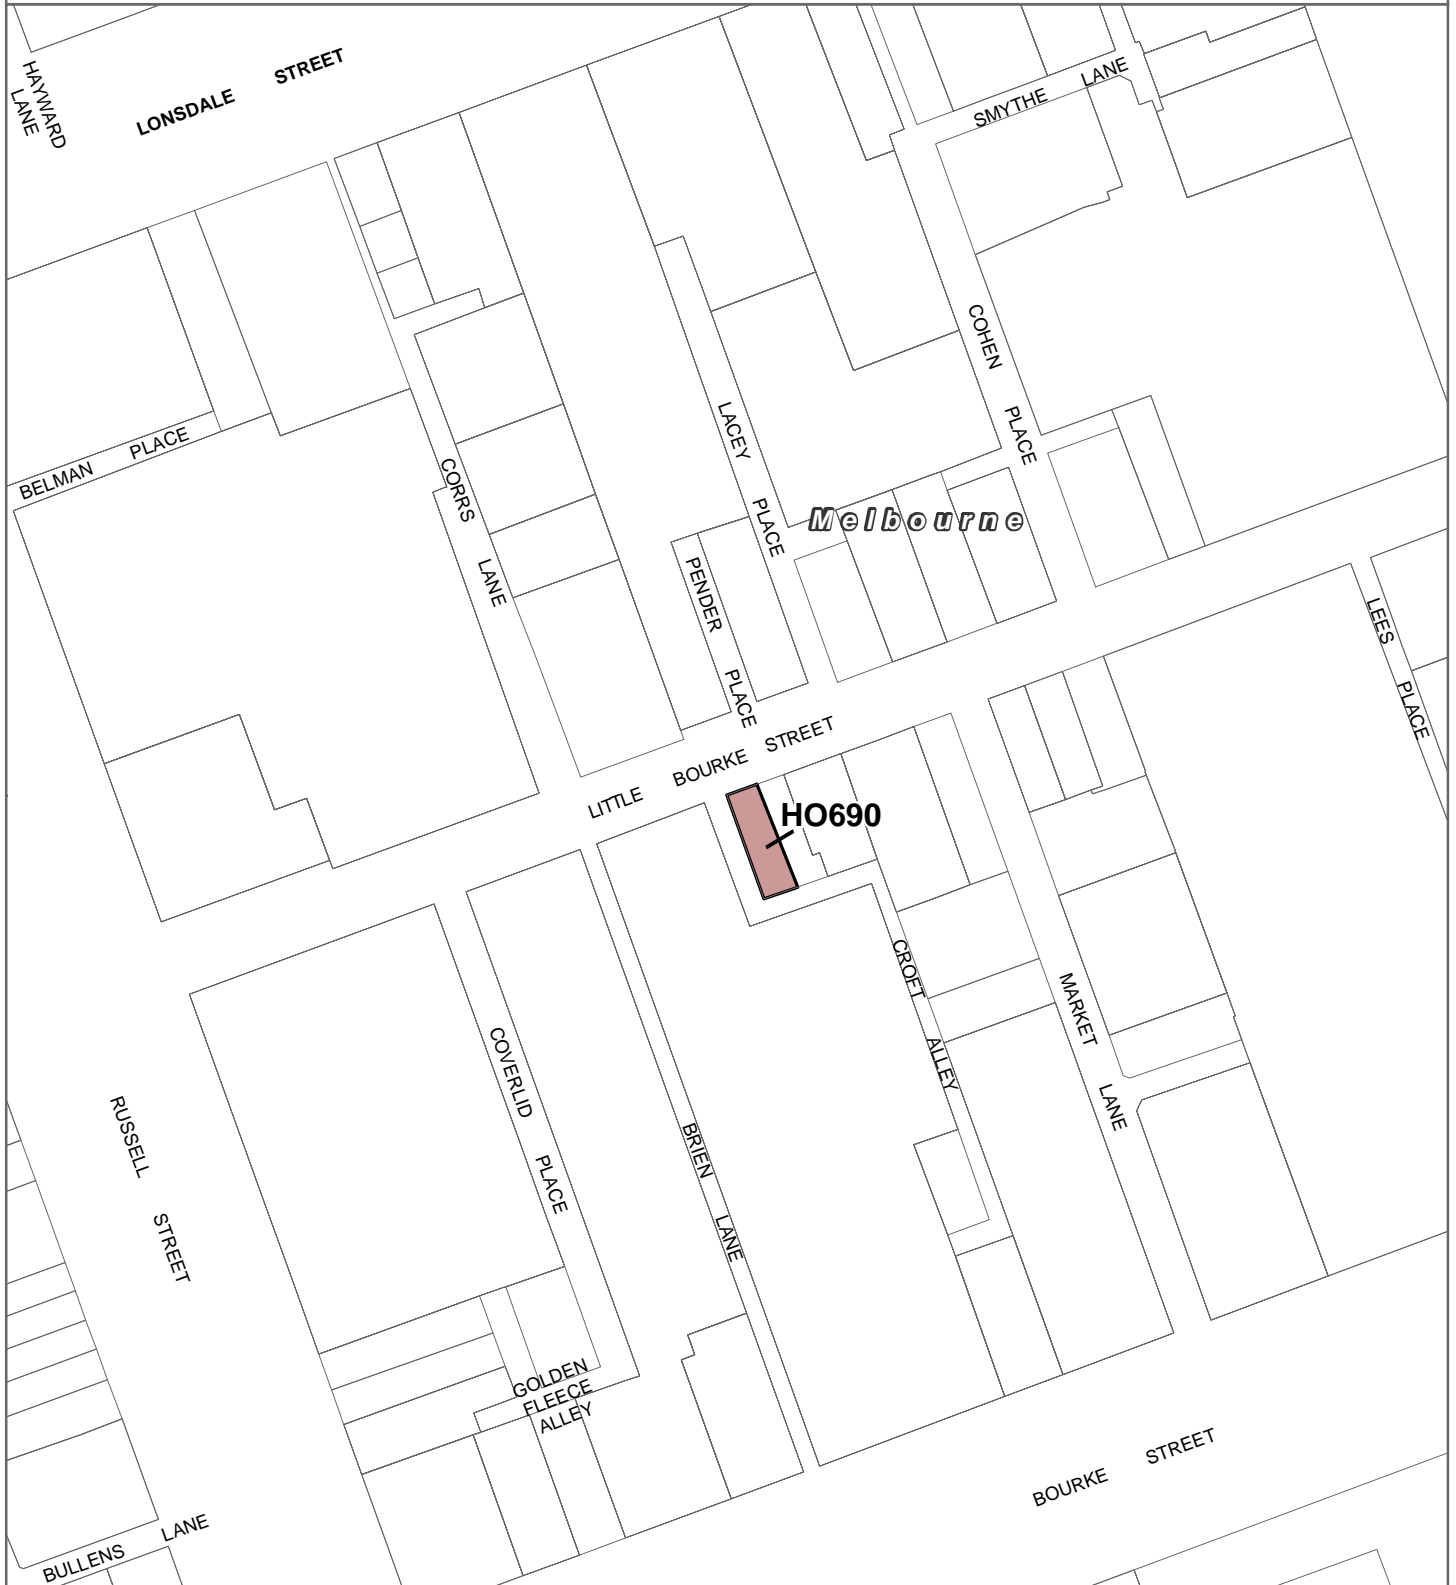 HAYWARD
LANE
LONSDALE STREET
SMYTHE LANE
COHEN PLACE
BELMAN PLACE
CORRS LANE
LACEY PLACE
Melbourne
PENDER PLACE
LEES PLACE
LITTLE BOURKE STREET
HO690
CROFT ALLEY
MARKET LANE
COVERLID PLACE
BRIEN LANE
RUSSELL STREET
GOLDEN
FLEECE
ALLEY
BOURKE STREET
BULLENS LANE